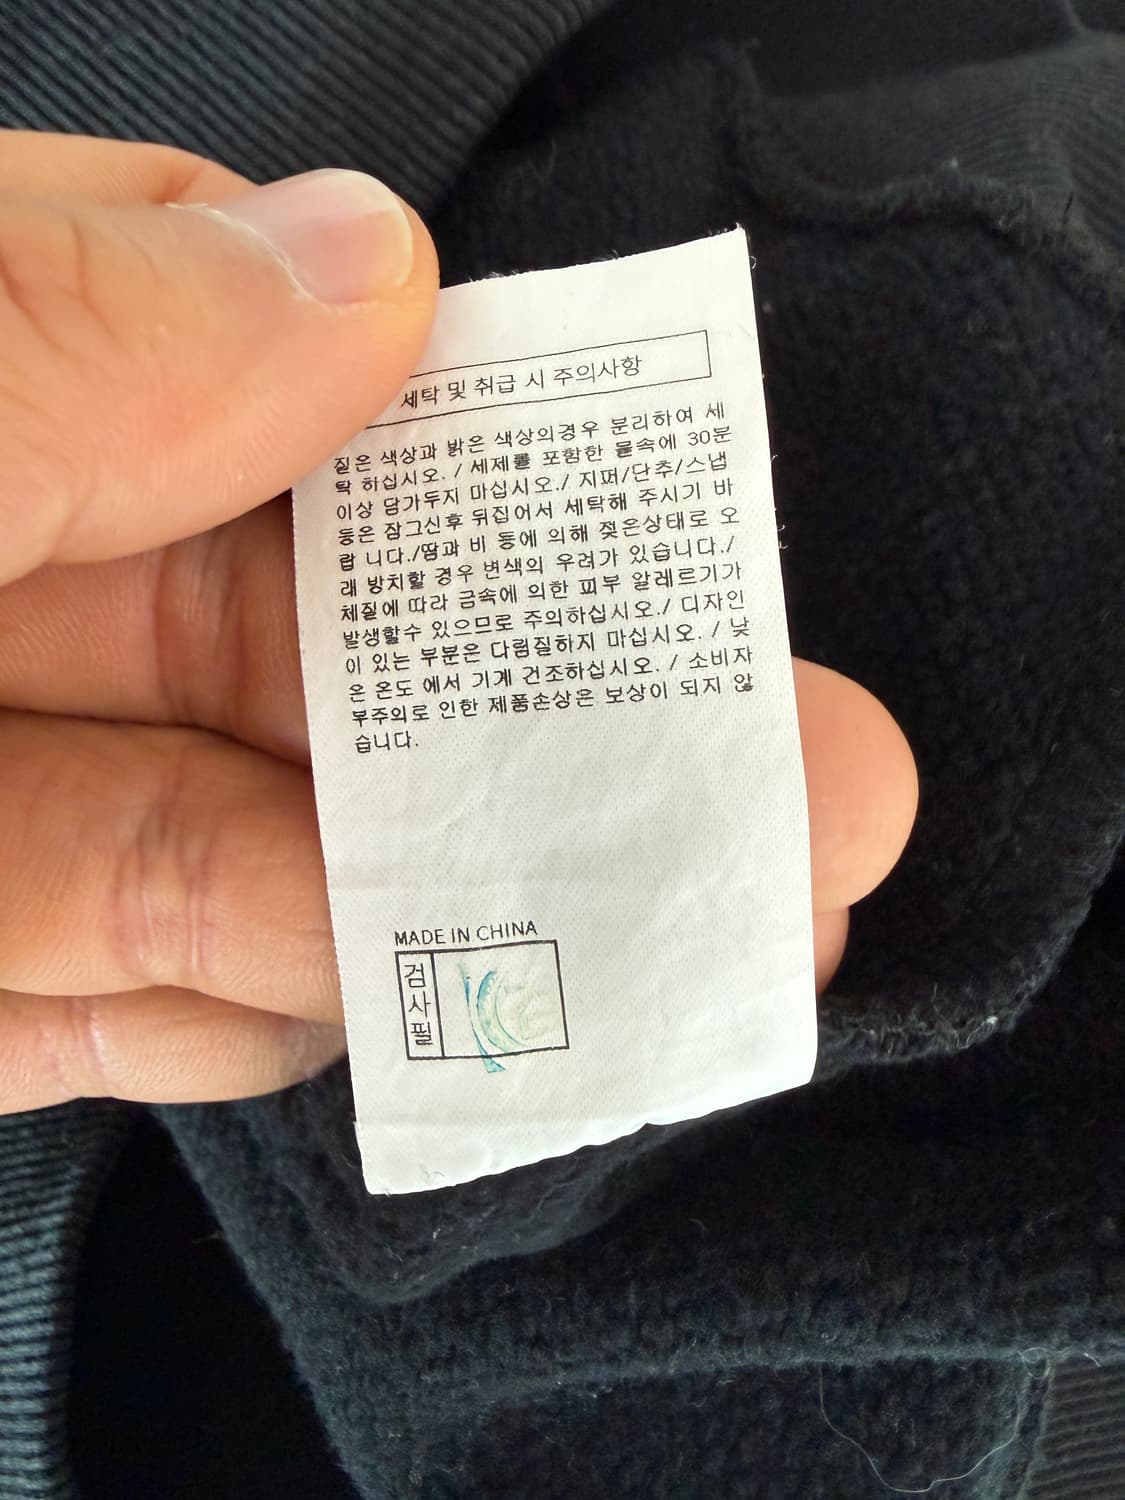 세탁 및 취급 시 주의사항
짙은 색상과 밝은 색상의경우 분리하여 세
탁 하십시오. / 세제를 포함한 물속에 30분
이상 담가두지 마십시오./ 지퍼/단추/스냅
등은 잠그신후 뒤집어서 세탁해 주시기 바
랍 니다./땀과 비 등에 의해 젖은상태로 오
래 방치할 경우 변색의 우려가 있습니다./
체질에 따라 금속에 의한 피부 알레르기가
발생할수 있으므로 주의하십시오./ 디자인
이 있는 부분은 다림질하지 마십시오. / 낮
은 온도 에서 기계 건조하십시오. / 소비자
부주의로 인한 제품손상은 보상이 되지 않
습니다.
MADE IN CHINA
검사필